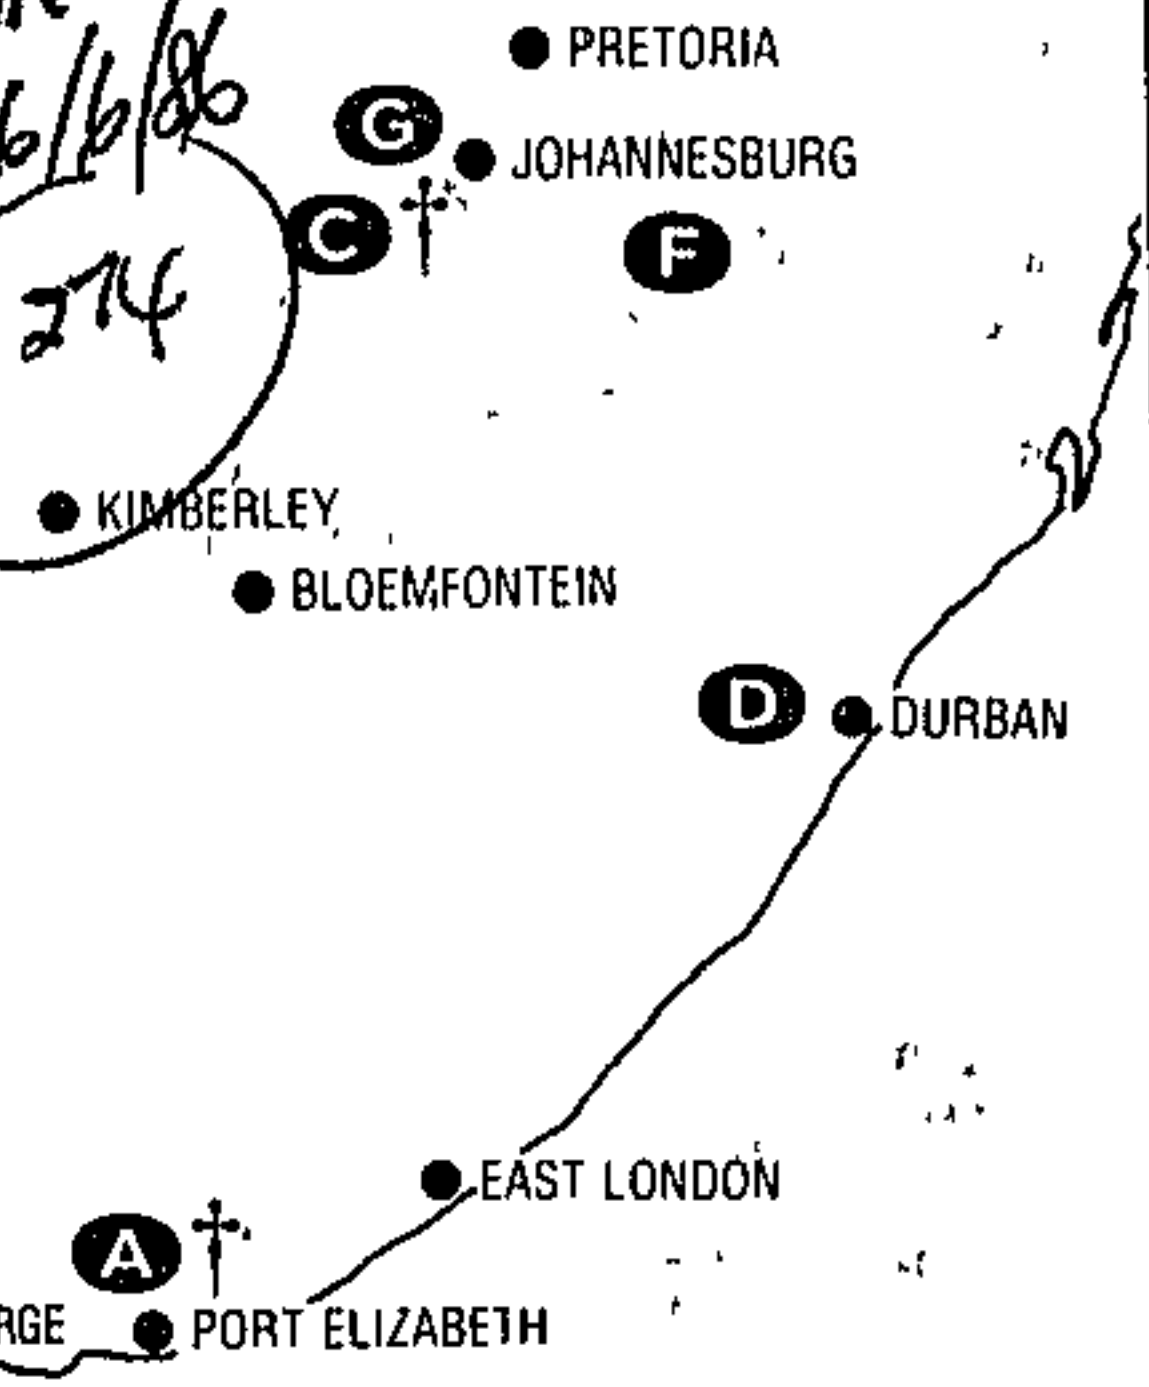 6/6/86
PRETORIA
G
JOHANNESBURG
C †
F
274
KIMBERLEY
BLOEMFONTEIN
D
DURBAN
EAST LONDON
A †
RGE
PORT ELIZABETH